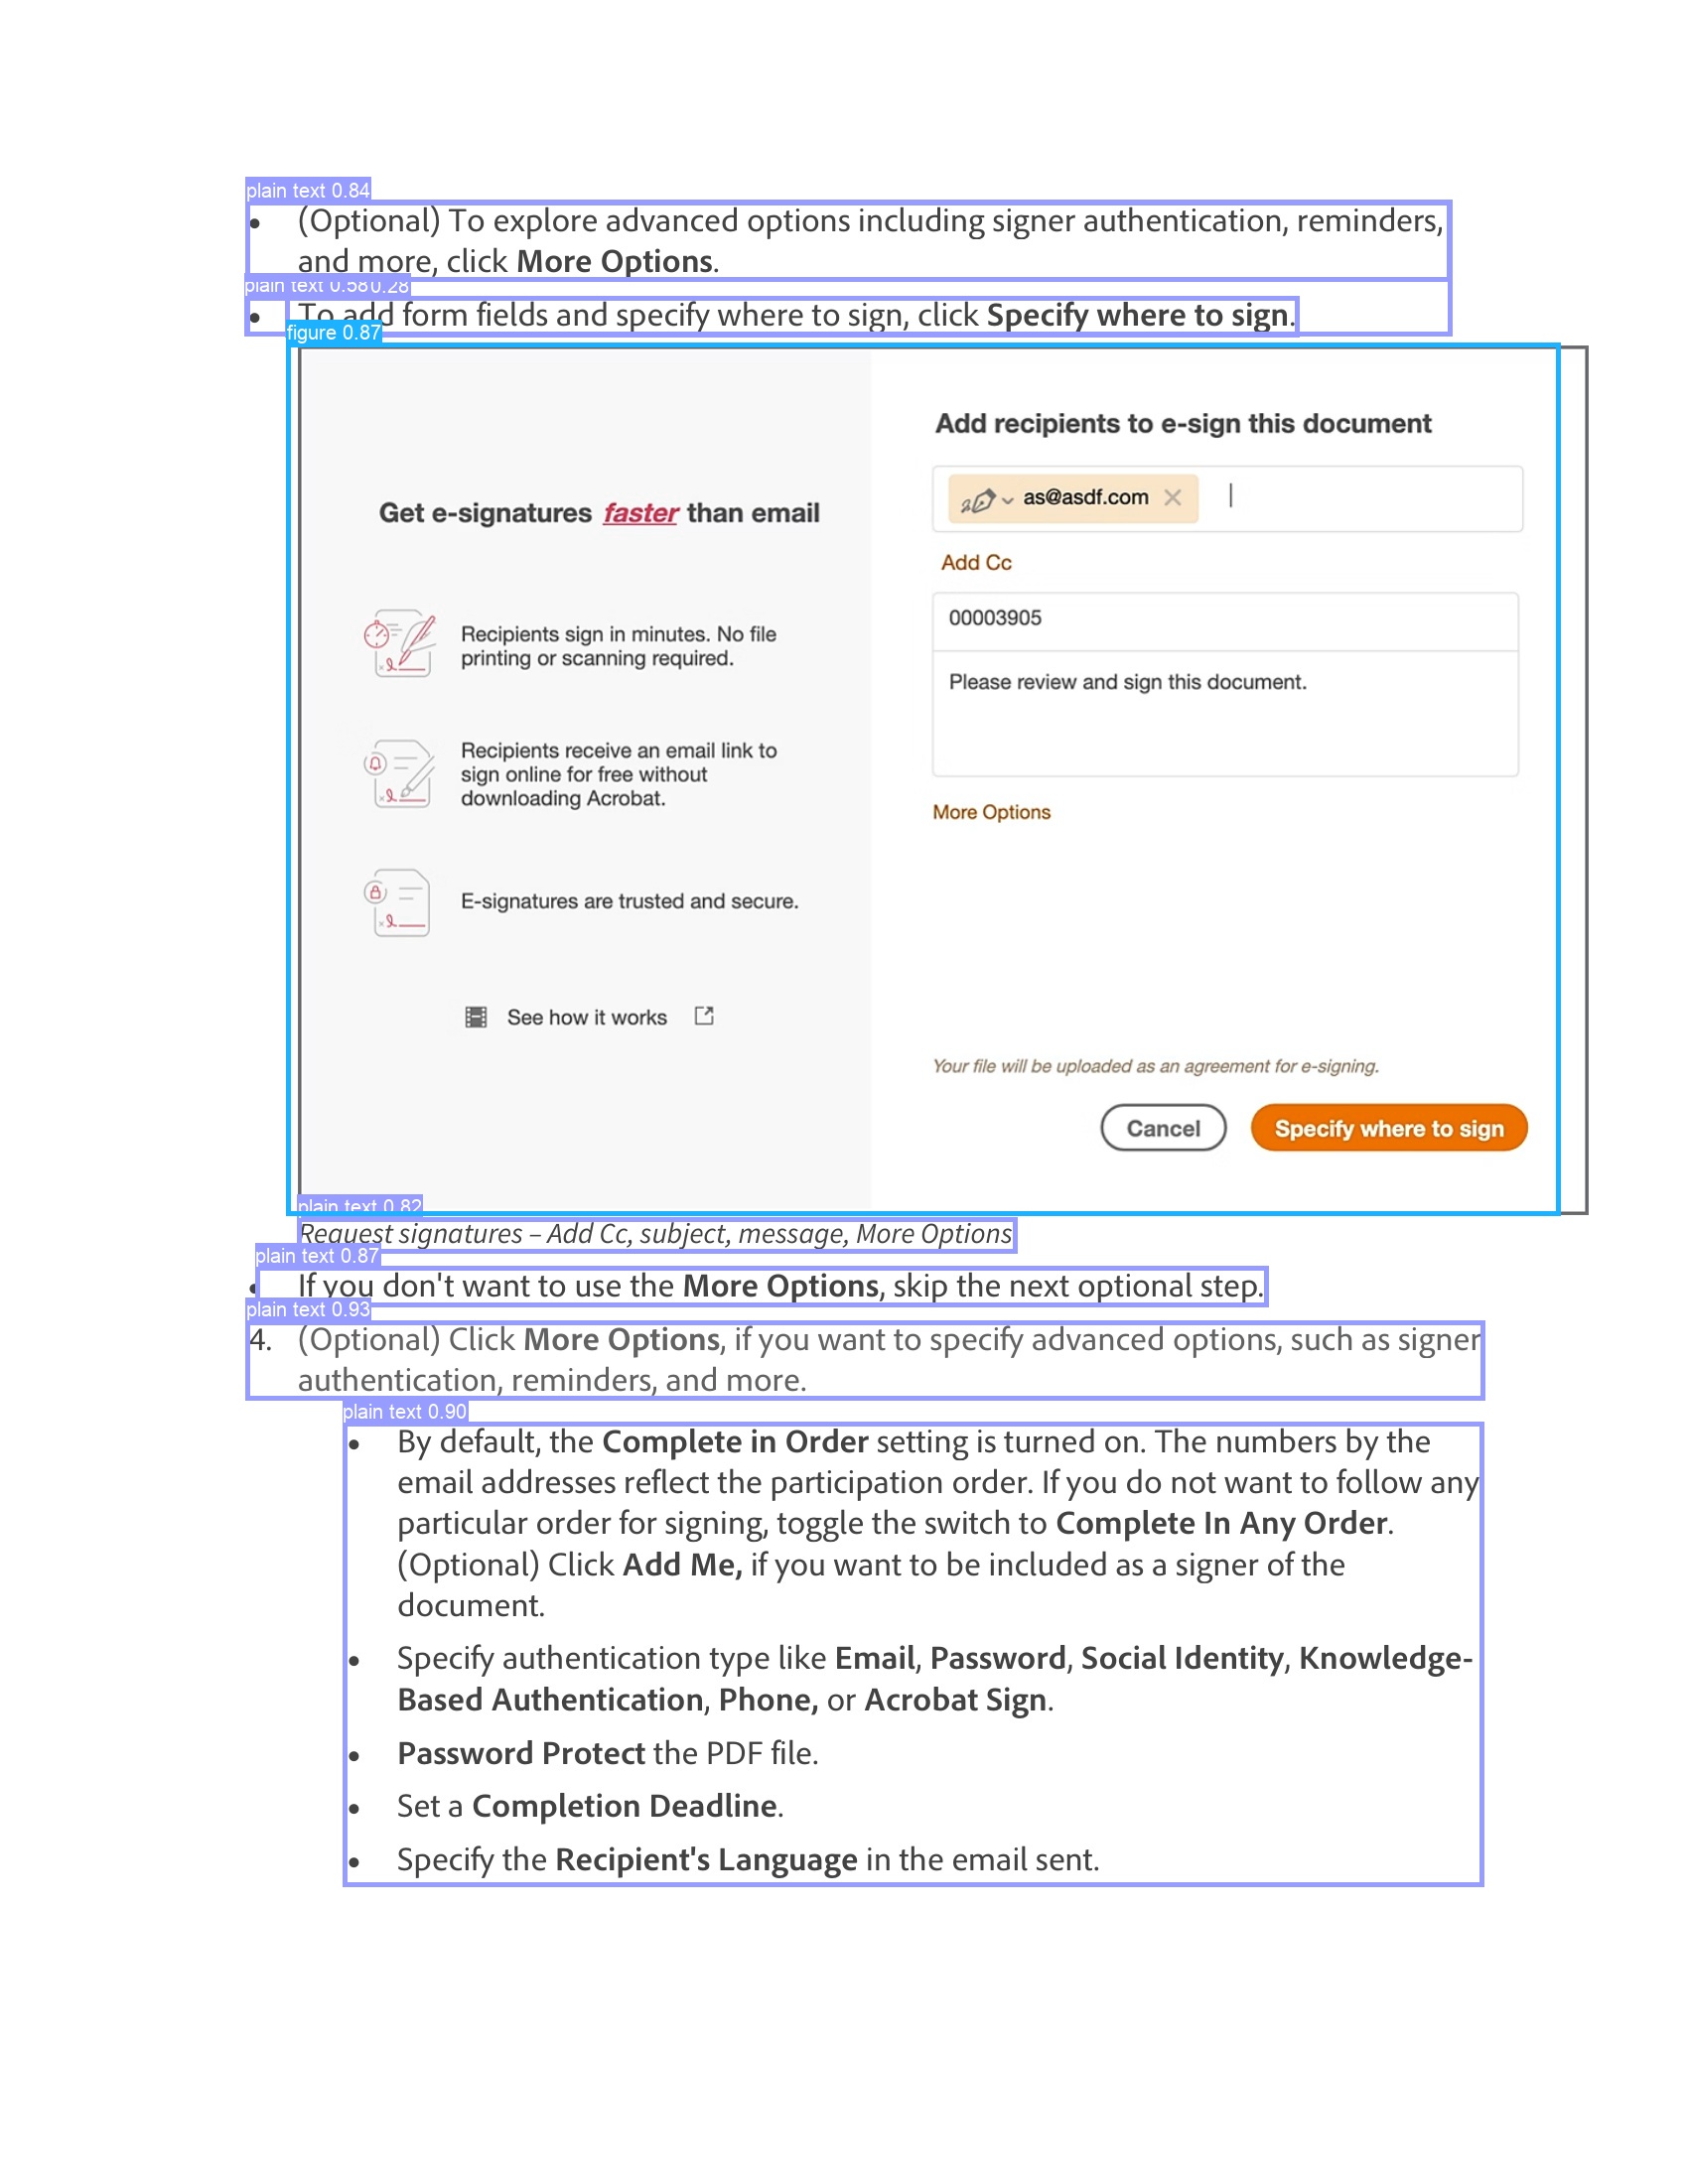 plain text 0.84
• (Optional) To explore advanced options including signer authentication, reminders,
and more, click More Options.
plain text 0.580.28
• To add form fields and specify where to sign, click Specify where to sign.
figure 0.87
Get e-signatures faster than email
Recipients sign in minutes. No file
printing or scanning required.
Recipients receive an email link to
sign online for free without
downloading Acrobat.
E-signatures are trusted and secure.
See how it works
Add recipients to e-sign this document
as@asdf.com
Add Cc
00003905
Please review and sign this document.
More Options
Your file will be uploaded as an agreement for e-signing.
Cancel
Specify where to sign
plain text 0.82
Request signatures – Add Cc, subject, message, More Options
plain text 0.87
• If you don't want to use the More Options, skip the next optional step.
plain text 0.93
4. (Optional) Click More Options, if you want to specify advanced options, such as signer
authentication, reminders, and more.
plain text 0.90
• By default, the Complete in Order setting is turned on. The numbers by the
email addresses reflect the participation order. If you do not want to follow any
particular order for signing, toggle the switch to Complete In Any Order.
(Optional) Click Add Me, if you want to be included as a signer of the
document.
• Specify authentication type like Email, Password, Social Identity, Knowledge-
Based Authentication, Phone, or Acrobat Sign.
• Password Protect the PDF file.
• Set a Completion Deadline.
• Specify the Recipient's Language in the email sent.